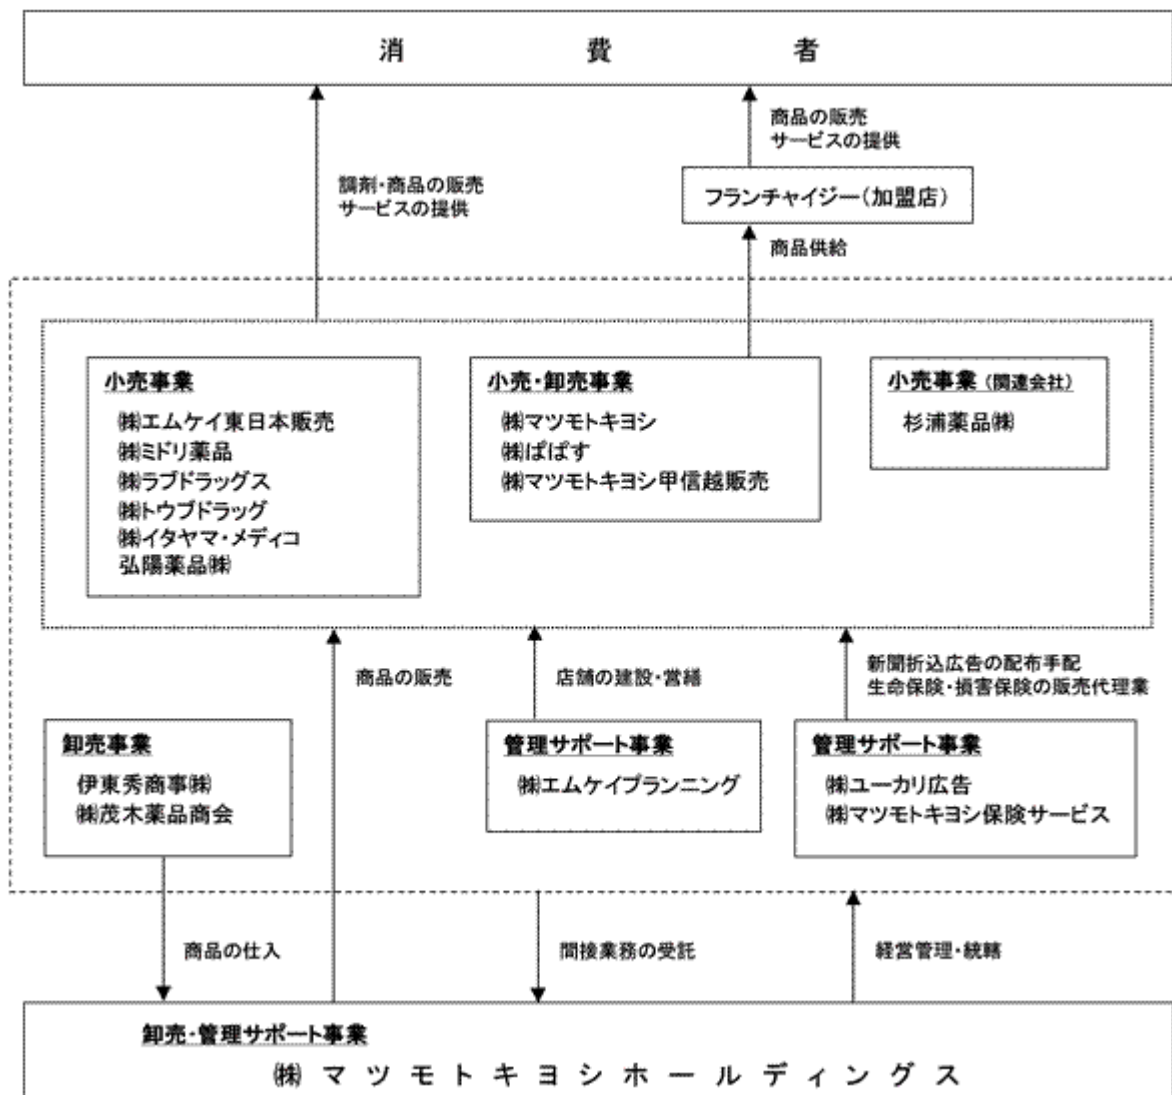 消費者
商品の販売
サービスの提供
調剤・商品の販売
サービスの提供
フランチャイジー(加盟店)
商品供給
小売事業
㈱エムケイ東日本販売
㈱ミドリ薬品
㈱ラブドラッグス
㈱トウブドラッグ
㈱イタヤマ・メディコ
弘陽薬品㈱
小売・卸売事業
㈱マツモトキヨシ
㈱ぱぱす
㈱マツモトキヨシ甲信越販売
小売事業(関連会社)
杉浦薬品㈱
商品の販売
店舗の建設・営繕
新聞折込広告の配布手配
生命保険・損害保険の販売代理業
卸売事業
伊東秀商事㈱
㈱茂木薬品商会
管理サポート事業
㈱エムケイプランニング
管理サポート事業
㈱ユーカリ広告
㈱マツモトキヨシ保険サービス
商品の仕入
間接業務の受託
経営管理・統轄
卸売・管理サポート事業
㈱マツモトキヨシホールディングス